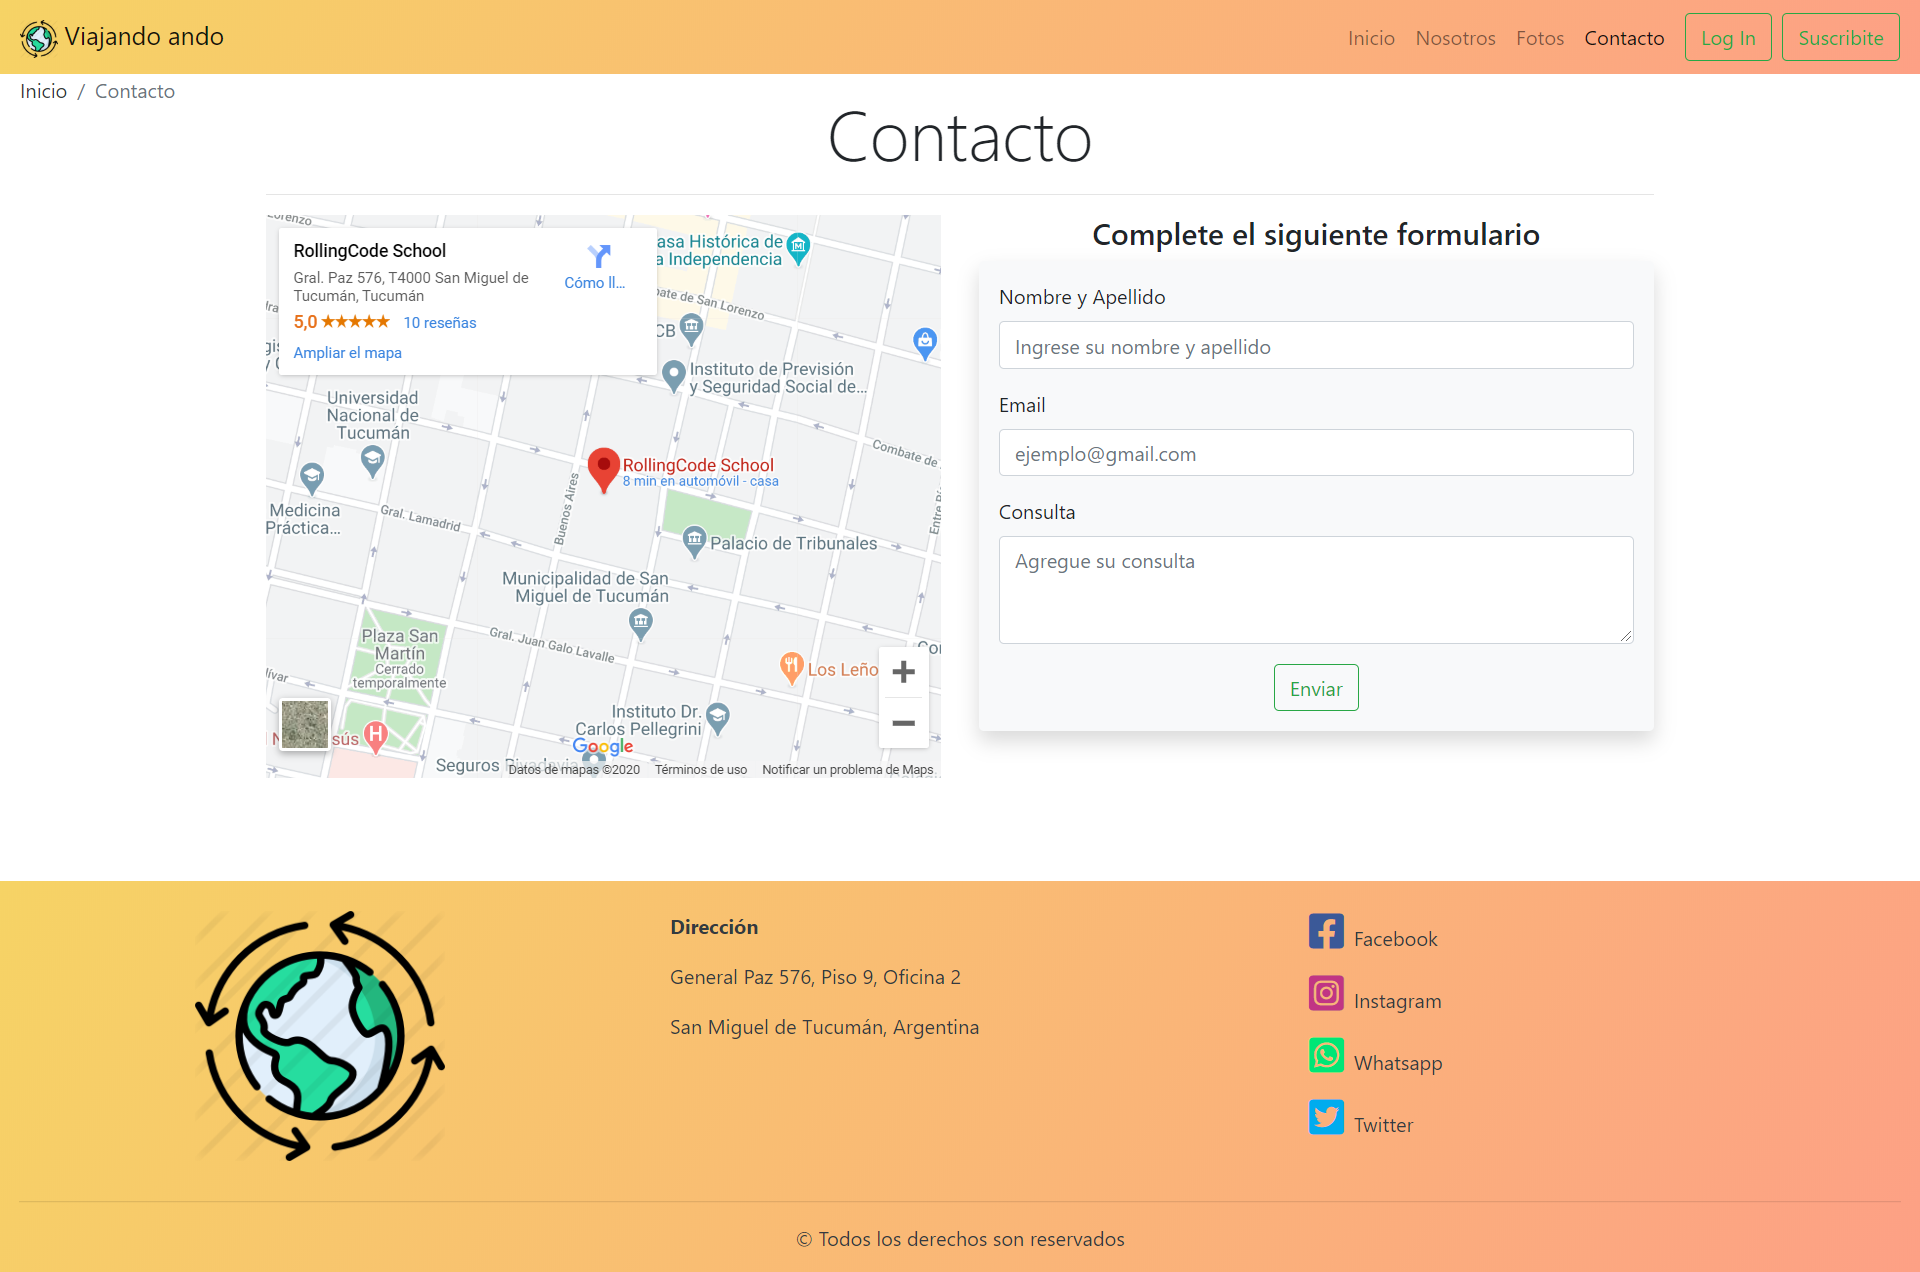 Viajando ando
Inicio
Nosotros
Fotos
Contacto
Log In
Suscribite
Inicio / Contacto
Contacto
RollingCode School
Gral. Paz 576, T4000 San Miguel de
Tucumán, Tucumán
5,0 ★★★★★ 10 reseñas
Ampliar el mapa
Cómo ll...
Lorenzo
asa Histórica de
a Independencia
bate de San Lorenzo
CB
Instituto de Previsión
y Seguridad Social de...
Universidad
Nacional de
Tucumán
Combate de
RollingCode School
8 min en automóvil - casa
Buenos Aires
Entre
Medicina
Práctica...
Gral. Lamadrid
Palacio de Tribunales
Municipalidad de San
Miguel de Tucumán
Plaza San
Martín
Cerrado
temporalmente
Gral. Juan Galo Lavalle
Los Leño
H
Instituto Dr.
Carlos Pellegrini
Google
Seguros Rivadavia
Datos de mapas ©2020
Términos de uso
Notificar un problema de Maps
Complete el siguiente formulario
Nombre y Apellido
Ingrese su nombre y apellido
Email
ejemplo@gmail.com
Consulta
Agregue su consulta
Enviar
Dirección
General Paz 576, Piso 9, Oficina 2
San Miguel de Tucumán, Argentina
Facebook
Instagram
Whatsapp
Twitter
© Todos los derechos son reservados